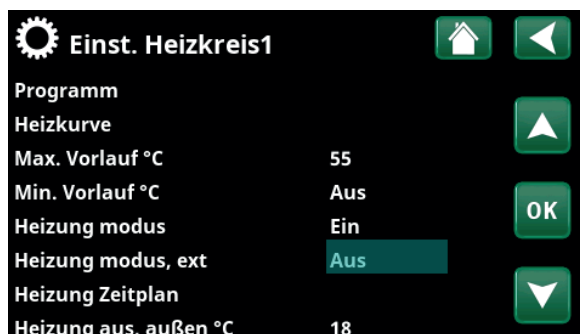 Einst. Heizkreis1
Programm
Heizkurve
Max. Vorlauf °C 55
Min. Vorlauf °C Aus
Heizung modus Ein
OK
Heizung modus, ext Aus
Heizung Zeitplan
Heizung aus, außen °C 18